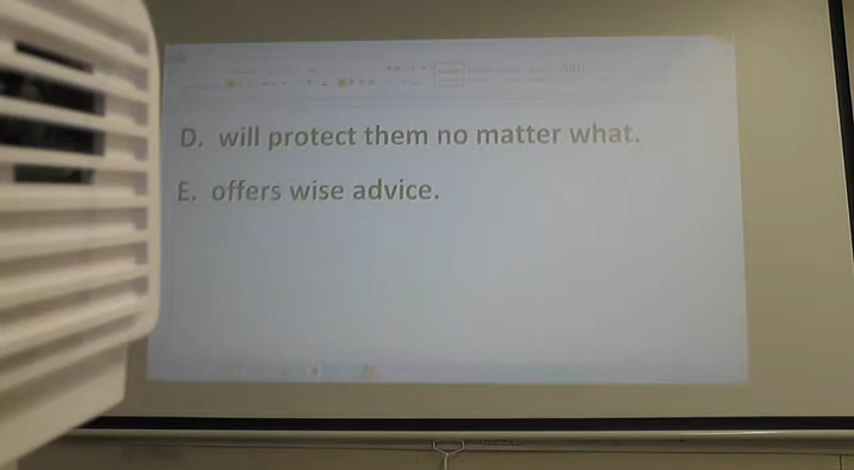 D. will protect them no matter what.
E. offers wise advice.